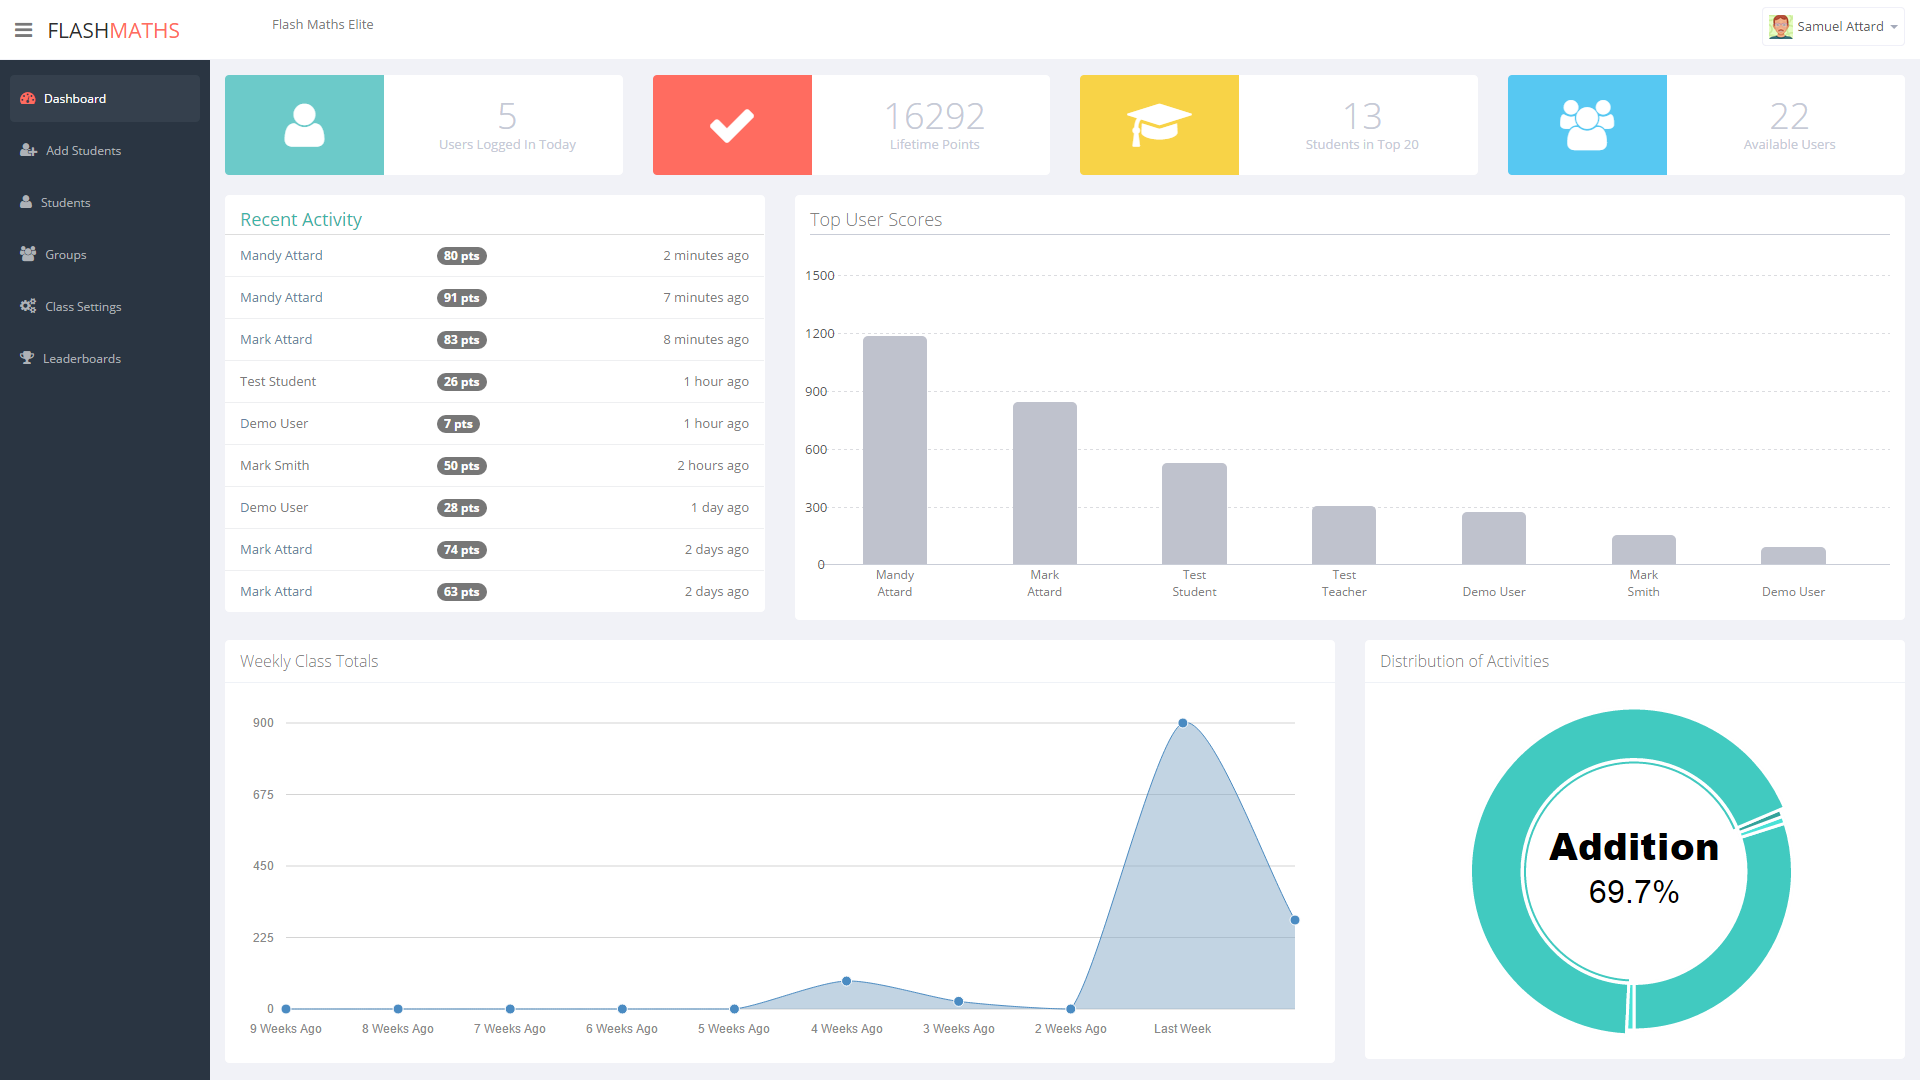 FLASHMATHS
Flash Maths Elite
Samuel Attard
Dashboard
Add Students
Students
Groups
Class Settings
Leaderboards
5
Users Logged In Today
16292
Lifetime Points
13
Students in Top 20
22
Available Users
Recent Activity
Mandy Attard 80 pts 2 minutes ago
Mandy Attard 91 pts 7 minutes ago
Mark Attard 83 pts 8 minutes ago
Test Student 26 pts 1 hour ago
Demo User 7 pts 1 hour ago
Mark Smith 50 pts 2 hours ago
Demo User 28 pts 1 day ago
Mark Attard 74 pts 2 days ago
Mark Attard 63 pts 2 days ago
Top User Scores
1500
1200
900
600
300
0
Mandy Attard
Mark Attard
Test Student
Test Teacher
Demo User
Mark Smith
Demo User
Weekly Class Totals
900
675
450
225
0
9 Weeks Ago 8 Weeks Ago 7 Weeks Ago 6 Weeks Ago 5 Weeks Ago 4 Weeks Ago 3 Weeks Ago 2 Weeks Ago Last Week
Distribution of Activities
Addition
69.7%